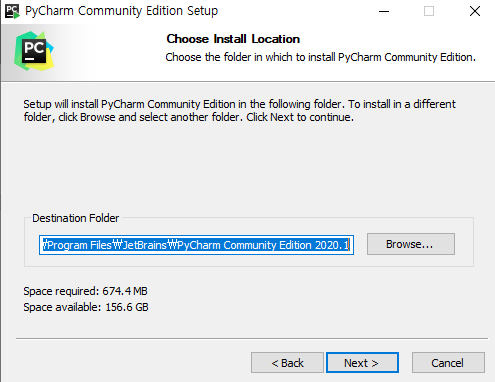 PyCharm Community Edition Setup
PC
Choose Install Location
Choose the folder in which to install PyCharm Community Edition.
Setup will install PyCharm Community Edition in the following folder. To install in a different
folder, click Browse and select another folder. Click Next to continue.
Destination Folder
₩Program Files₩JetBrains₩PyCharm Community Edition 2020.1
Browse...
Space required: 674.4 MB
Space available: 156.6 GB
< Back
Next >
Cancel